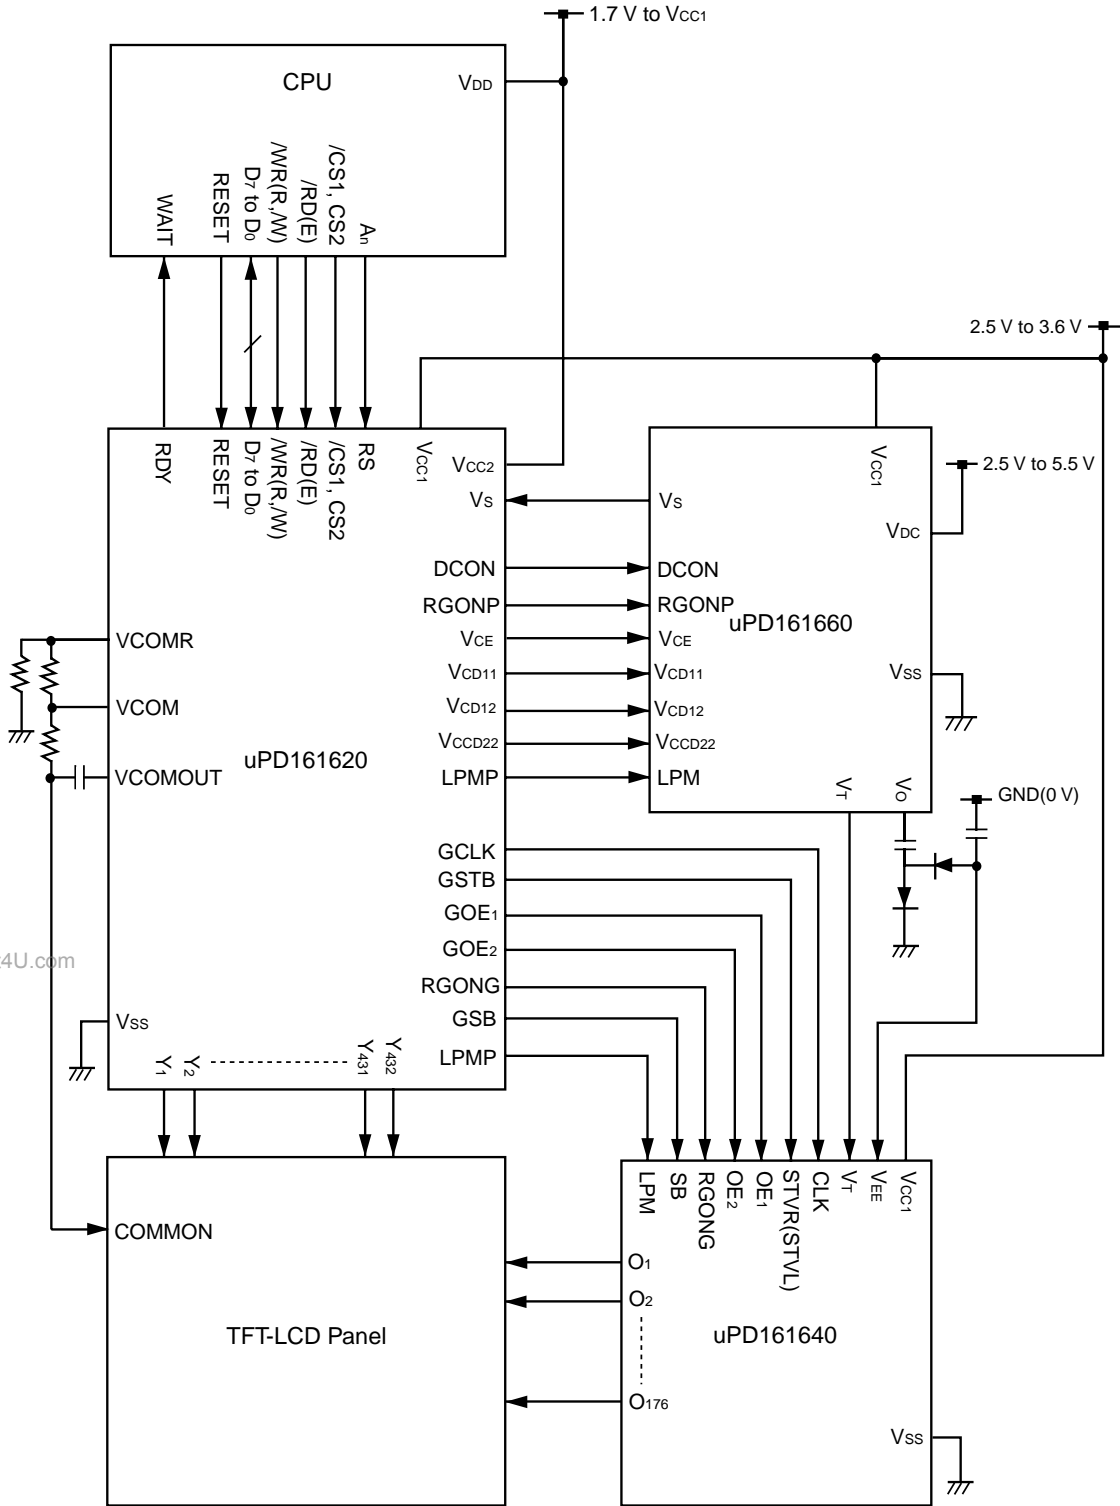 1.7 V to VCC1
CPU
VDD
WAIT
RESET
D7 to D0
/WR(R,/W)
/RD(E)
/CS1, CS2
An
2.5 V to 3.6 V
RDY
RESET
D7 to D0
/WR(R,/W)
/RD(E)
/CS1, CS2
RS
VCC1
VCC2
VS
DCON
RGONP
VCE
VCD11
VCD12
VCCD22
LPMP
VCOMR
VCOM
VCOMOUT
uPD161620
GCLK
GSTB
GOE1
GOE2
RGONG
GSB
LPMP
VSS
Y1
Y2
Y431
Y432
VS
DCON
RGONP
VCE
VCD11
VCD12
VCCD22
LPM
uPD161660
VCC1
2.5 V to 5.5 V
VDC
VSS
VT
VO
GND(0 V)
4U.com
COMMON
TFT-LCD Panel
LPM
SB
RGONG
OE2
OE1
STVR(STVL)
CLK
VT
VEE
VCC1
O1
O2
O176
uPD161640
VSS